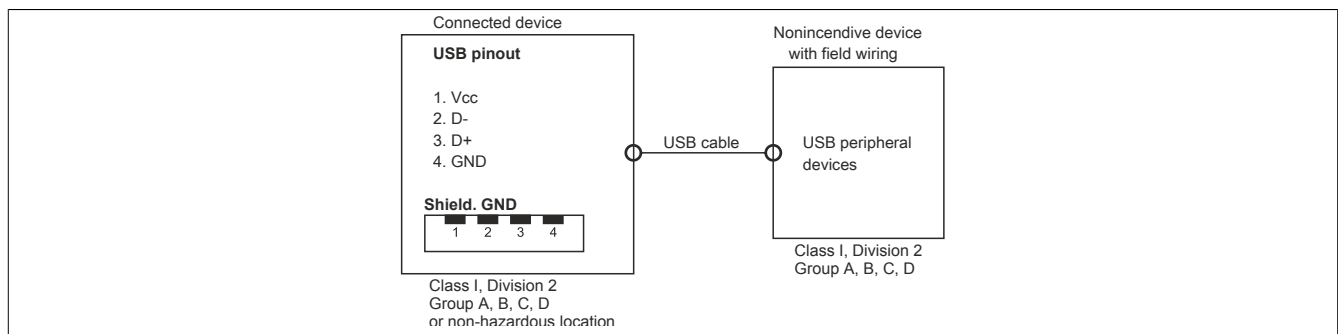 Connected device
USB pinout
1. Vcc
2. D-
3. D+
4. GND
Shield. GND
1 2 3 4
Class I, Division 2
Group A, B, C, D
or non-hazardous location
USB cable
Nonincendive device
with field wiring
USB peripheral
devices
Class I, Division 2
Group A, B, C, D